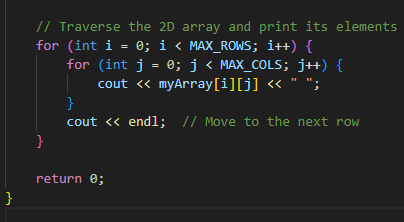 // Traverse the 2D array and print its elements
for (int i = 0; i < MAX_ROWS; i++) {
for (int j = 0; j < MAX_COLS; j++) {
cout << myArray[i][j] << " ";
}
cout << endl;  // Move to the next row
}
return 0;
}